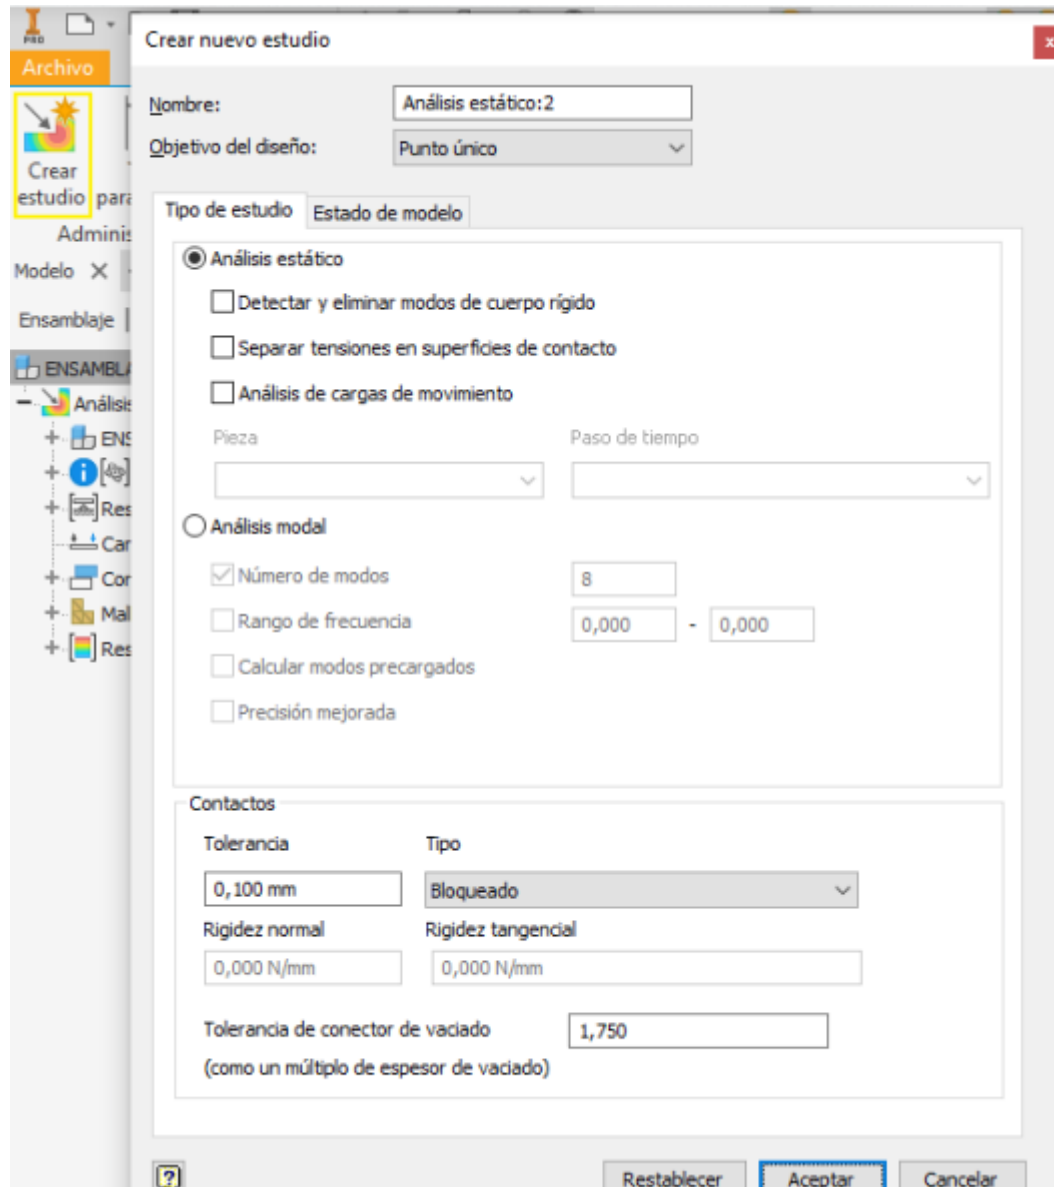 PRO
Crear nuevo estudio
x
Archivo
Nombre:
Análisis estático:2
Objetivo del diseño:
Punto único
Crear
estudio
Tipo de estudio
Estado de modelo
Modelo
Análisis estático
Detectar y eliminar modos de cuerpo rígido
Ensamblaje
Separar tensiones en superficies de contacto
Análisis de cargas de movimiento
Pieza
Paso de tiempo
Análisis modal
Número de modos
8
Rango de frecuencia
0,000 - 0,000
Calcular modos precargados
Precisión mejorada
Contactos
Tolerancia
Tipo
0,100 mm
Bloqueado
Rigidez normal
Rigidez tangencial
0,000 N/mm
0,000 N/mm
Tolerancia de conector de vaciado
1,750
(como un múltiplo de espesor de vaciado)
?
Restablecer
Aceptar
Cancelar